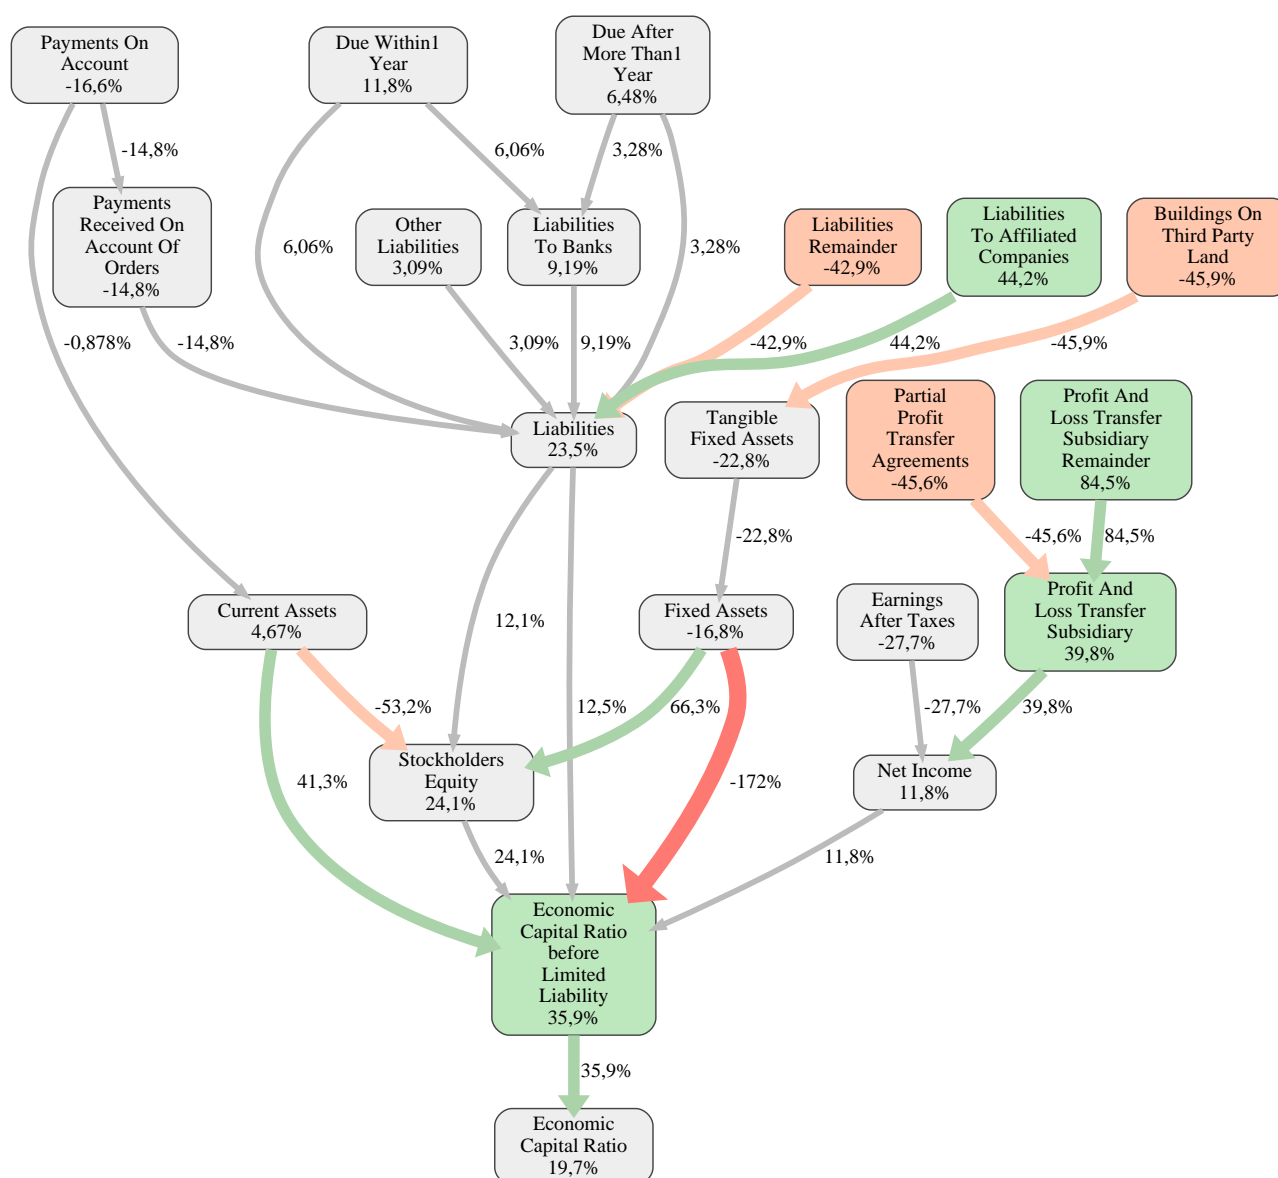 Payments On
Account
-16,6%
Due Within1
Year
11,8%
Due After
More Than1
Year
6,48%
-14,8%
6,06%
3,28%
Payments
Received On
Account Of
Orders
-14,8%
Other
Liabilities
3,09%
Liabilities
To Banks
9,19%
Liabilities
Remainder
-42,9%
Liabilities
To Affiliated
Companies
44,2%
Buildings On
Third Party
Land
-45,9%
6,06%
3,28%
-0,878%
-14,8%
3,09%
9,19%
-42,9%
44,2%
-45,9%
Liabilities
23,5%
Tangible
Fixed Assets
-22,8%
Partial
Profit
Transfer
Agreements
-45,6%
Profit And
Loss Transfer
Subsidiary
Remainder
84,5%
-22,8%
-45,6%
84,5%
Current Assets
4,67%
12,1%
Fixed Assets
-16,8%
Earnings
After Taxes
-27,7%
Profit And
Loss Transfer
Subsidiary
39,8%
-53,2%
12,5%
66,3%
-27,7%
39,8%
41,3%
Stockholders
Equity
24,1%
-172%
Net Income
11,8%
24,1%
11,8%
Economic
Capital Ratio
before
Limited
Liability
35,9%
35,9%
Economic
Capital Ratio
19,7%